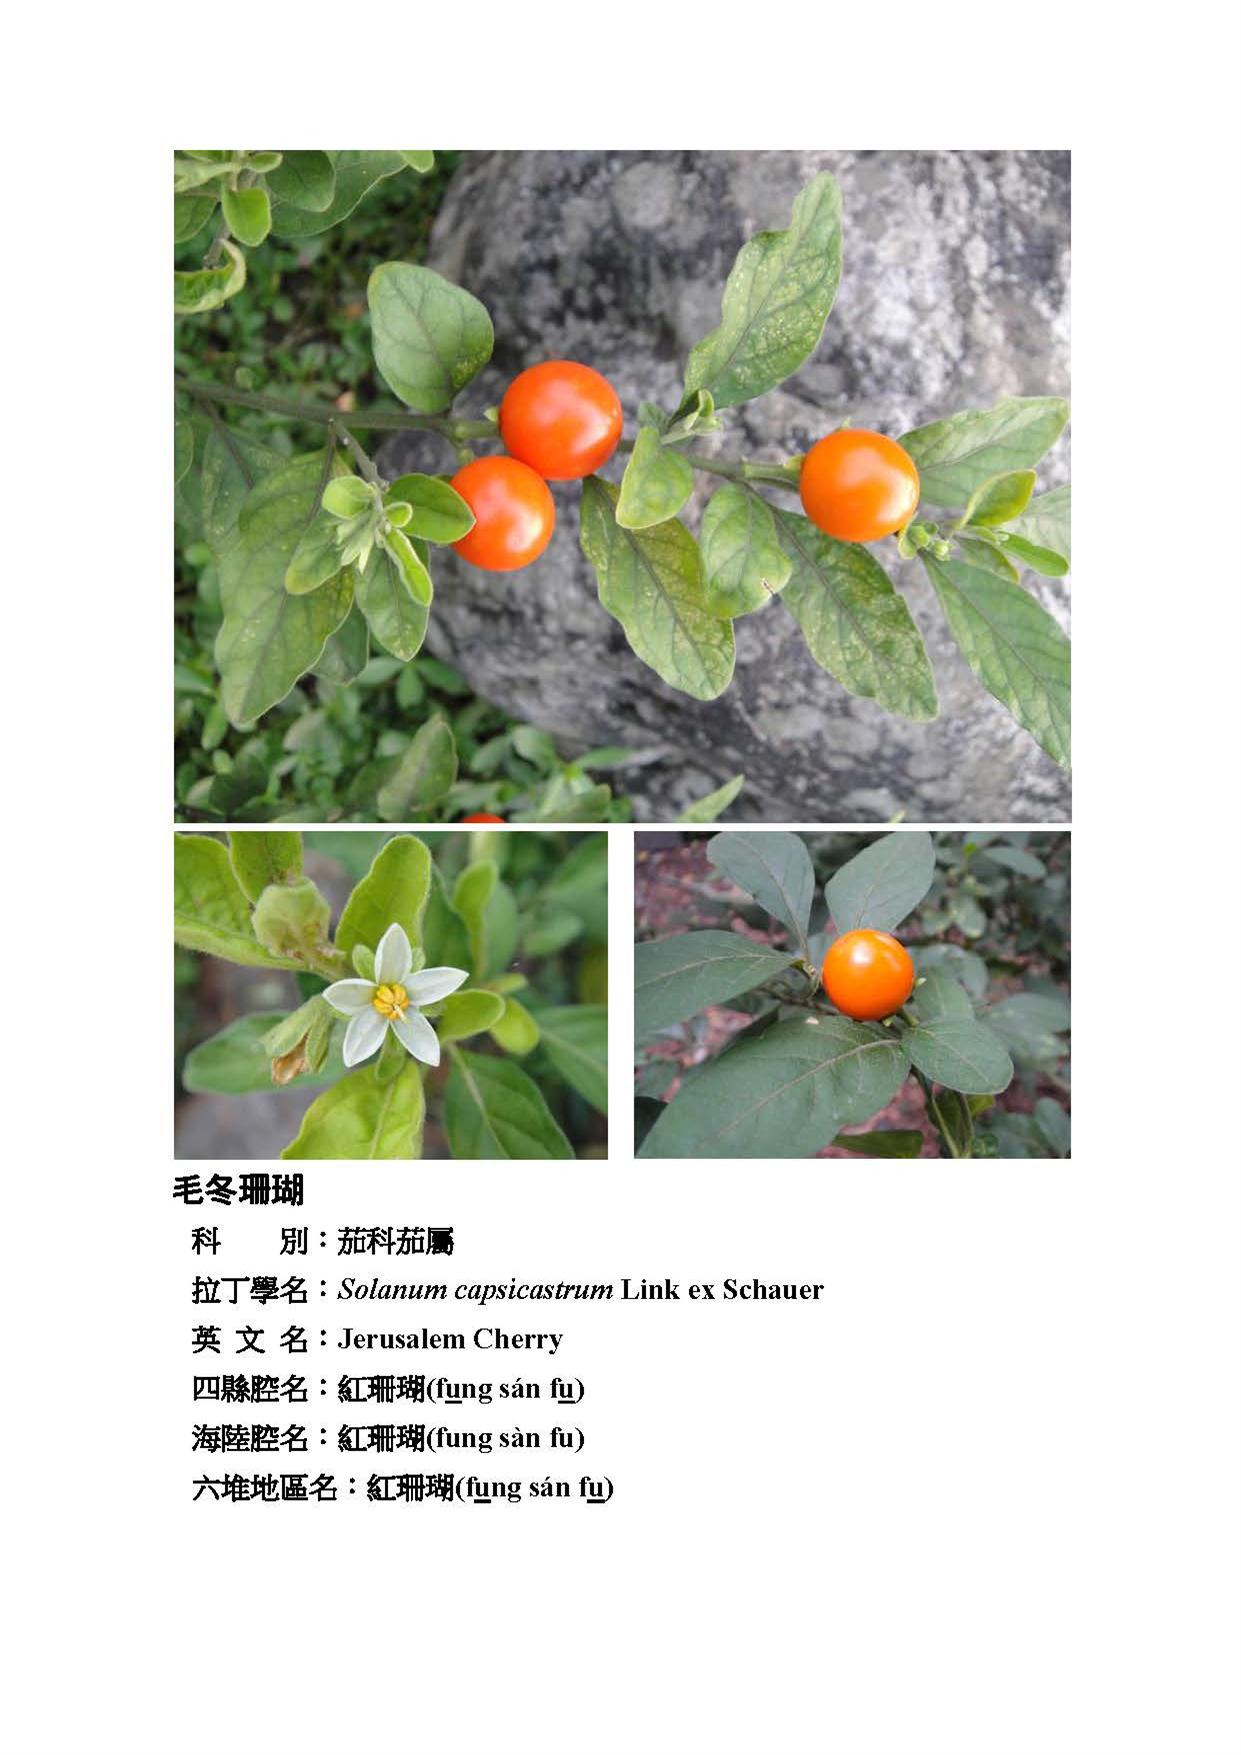 毛冬珊瑚
科　　別：茄科茄屬
拉丁學名：Solanum capsicastrum Link ex Schauer
英 文 名：Jerusalem Cherry
四縣腔名：紅珊瑚(fung sán fu)
海陸腔名：紅珊瑚(fung sàn fu)
六堆地區名：紅珊瑚(fung sán fu)